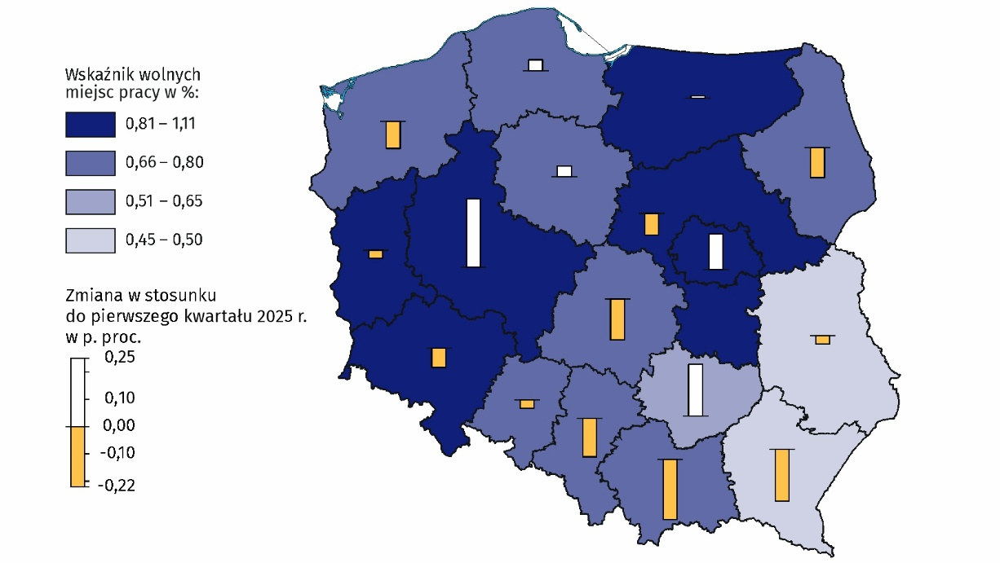 Wskaźnik wolnych
miejsc pracy w %:
0,81 – 1,11
0,66 – 0,80
0,51 – 0,65
0,45 – 0,50
Zmiana w stosunku
do pierwszego kwartału 2025 r.
w p. proc.
0,25
0,10
0,00
-0,10
-0,22